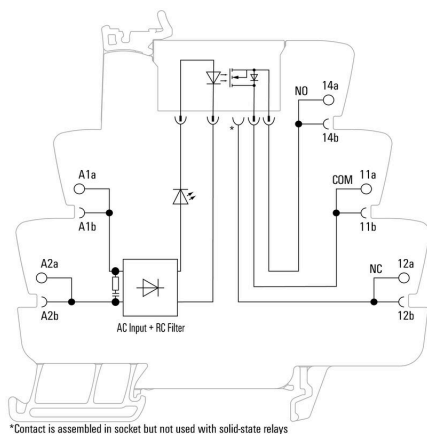 14a
NO
*
14b
A1a
COM
11a
A1b
11b
A2a
NC
12a
A2b
12b
AC Input + RC Filter
*Contact is assembled in socket but not used with solid-state relays